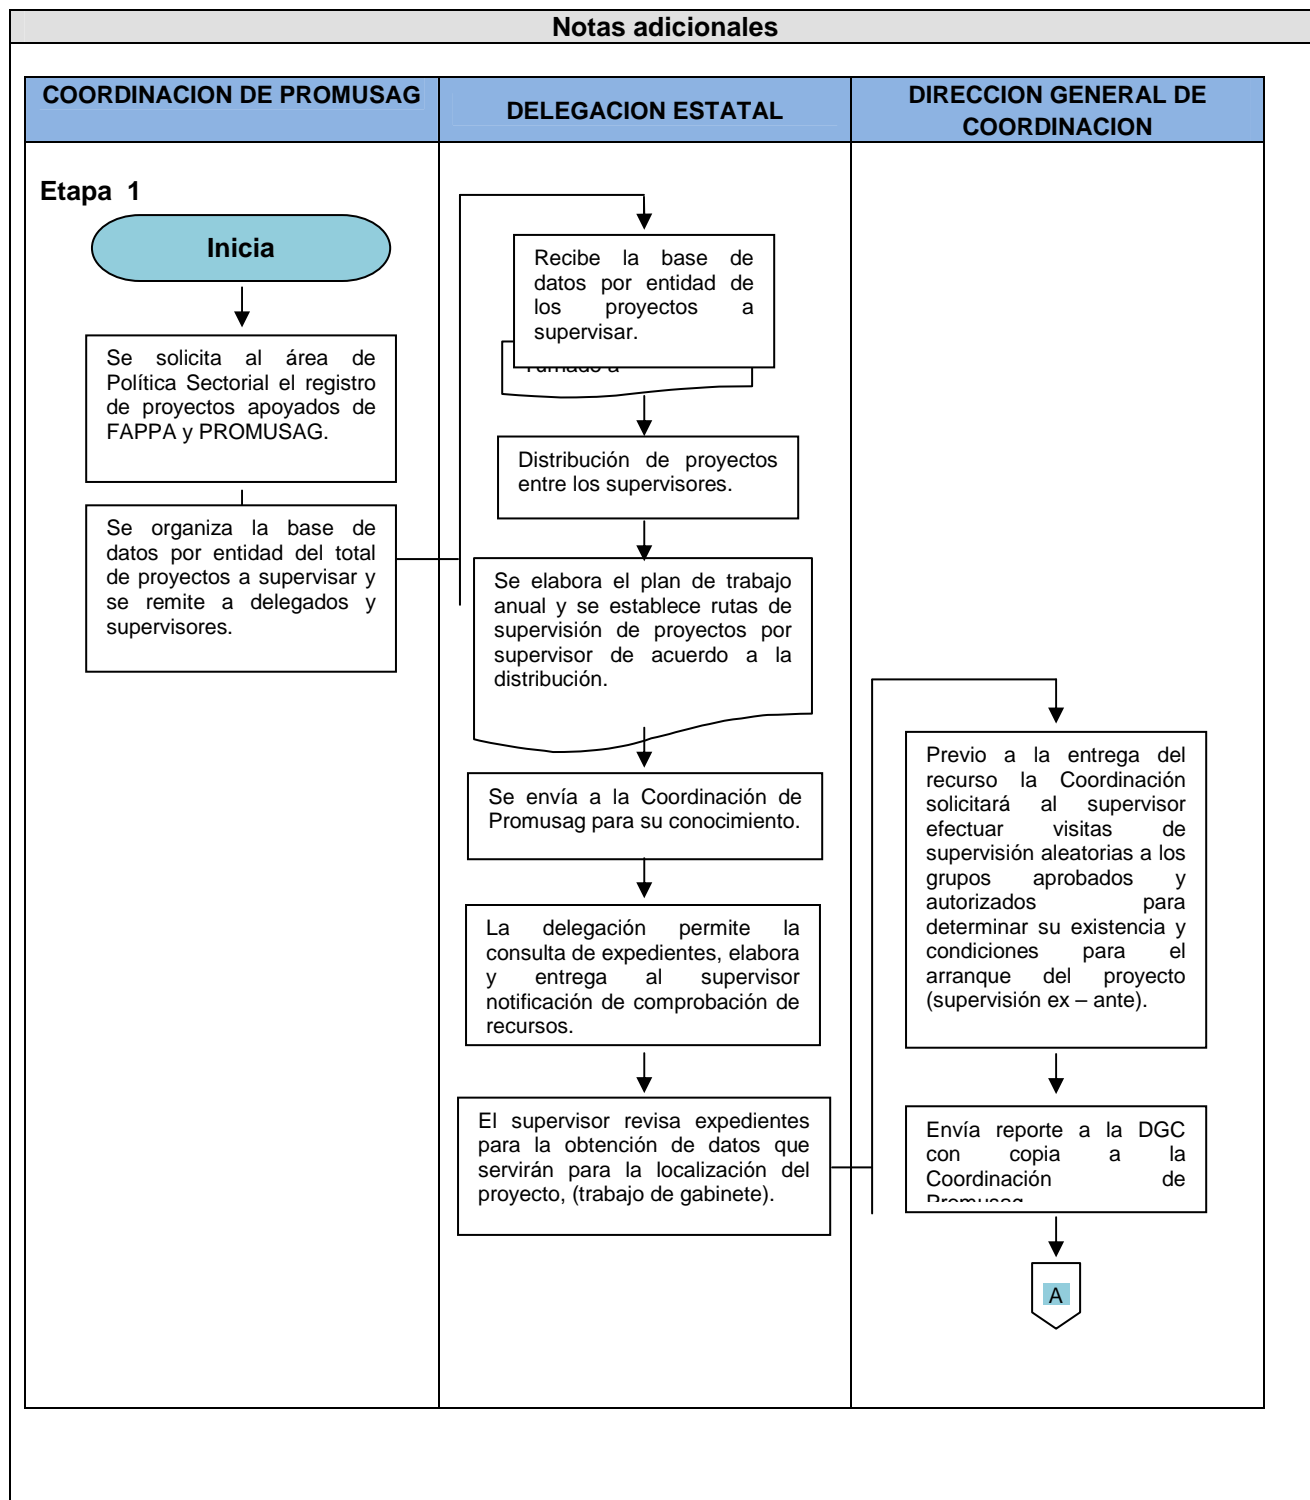 Notas adicionales
COORDINACION DE PROMUSAG
DELEGACION ESTATAL
DIRECCION GENERAL DE
COORDINACION
Etapa 1
Inicia
Se solicita al área de
Política Sectorial el registro
de proyectos apoyados de
FAPPA y PROMUSAG.
Se organiza la base de
datos por entidad del total
de proyectos a supervisar y
se remite a delegados y
supervisores.
Recibe la base de
datos por entidad de
los proyectos a
supervisar.
Turnado a
Distribución de proyectos
entre los supervisores.
Se elabora el plan de trabajo
anual y se establece rutas de
supervisión de proyectos por
supervisor de acuerdo a la
distribución.
Se envía a la Coordinación de
Promusag para su conocimiento.
La delegación permite la
consulta de expedientes, elabora
y entrega al supervisor
notificación de comprobación de
recursos.
El supervisor revisa expedientes
para la obtención de datos que
servirán para la localización del
proyecto, (trabajo de gabinete).
Previo a la entrega del
recurso la Coordinación
solicitará al supervisor
efectuar visitas de
supervisión aleatorias a los
grupos aprobados y
autorizados para
determinar su existencia y
condiciones para el
arranque del proyecto
(supervisión ex – ante).
Envía reporte a la DGC
con copia a la
Coordinación de
Promusag
A